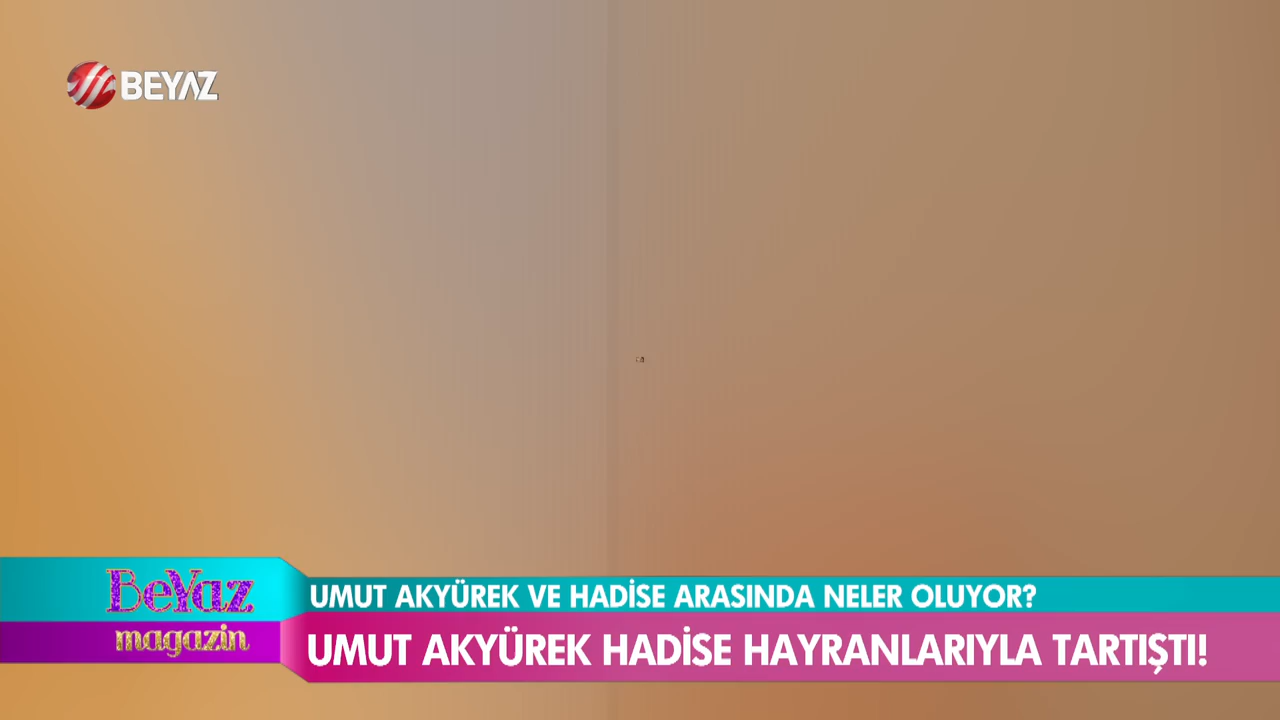 BEYAZ
BeYaz
magazin
UMUT AKYÜREK VE HADİSE ARASINDA NELER OLUYOR?
UMUT AKYÜREK HADİSE HAYRANLARIYLA TARTIŞTI!